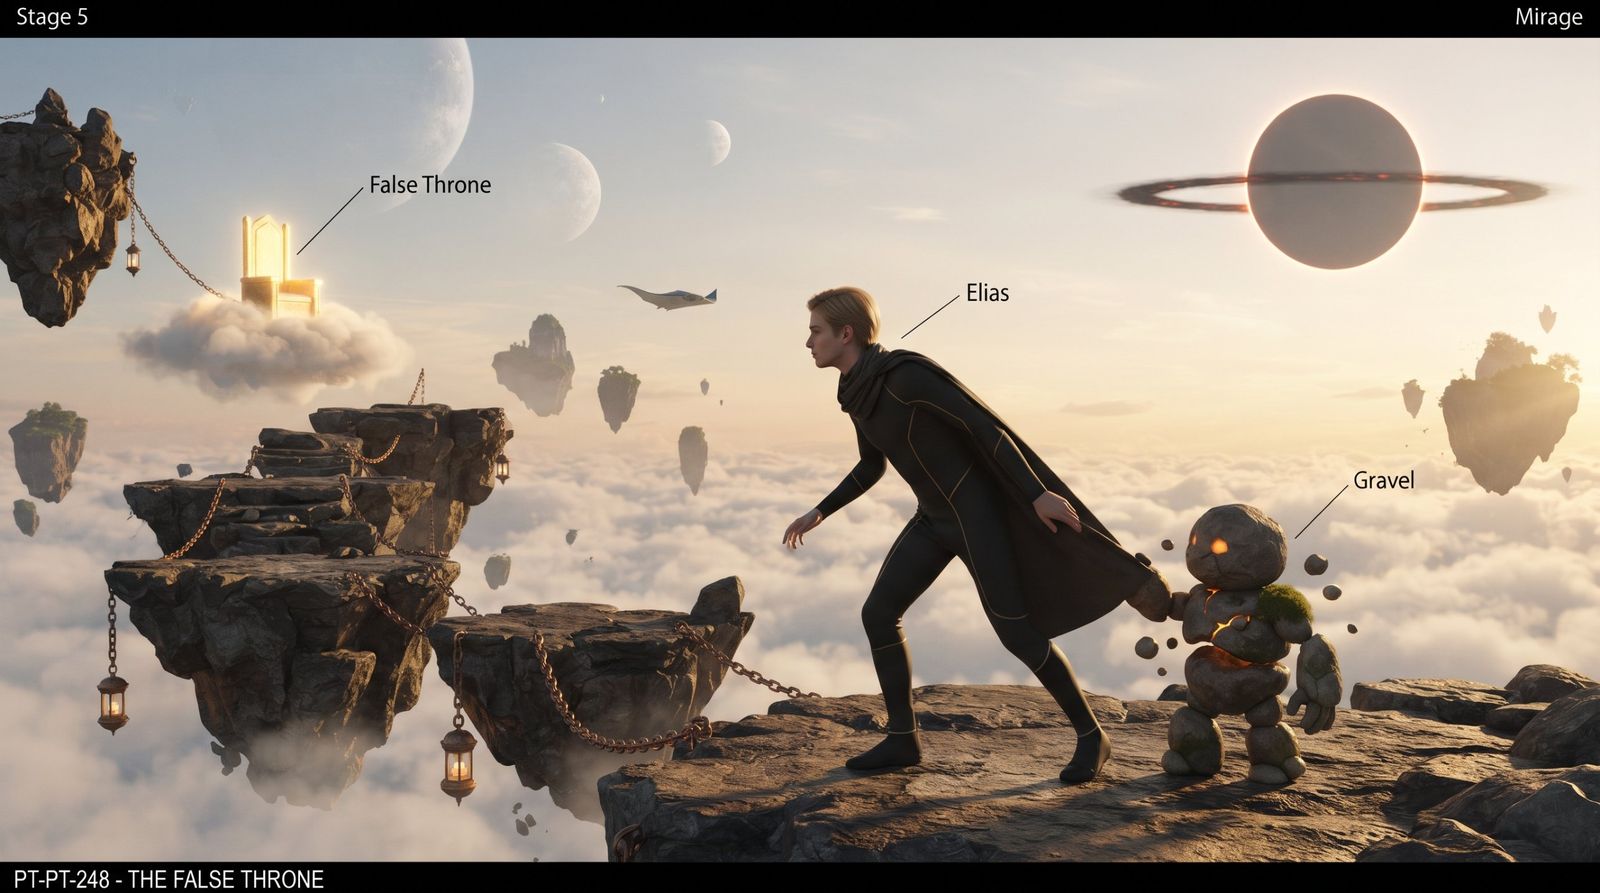 Stage 5
Mirage
False Throne
Elias
Gravel
PT-PT-248 - THE FALSE THRONE